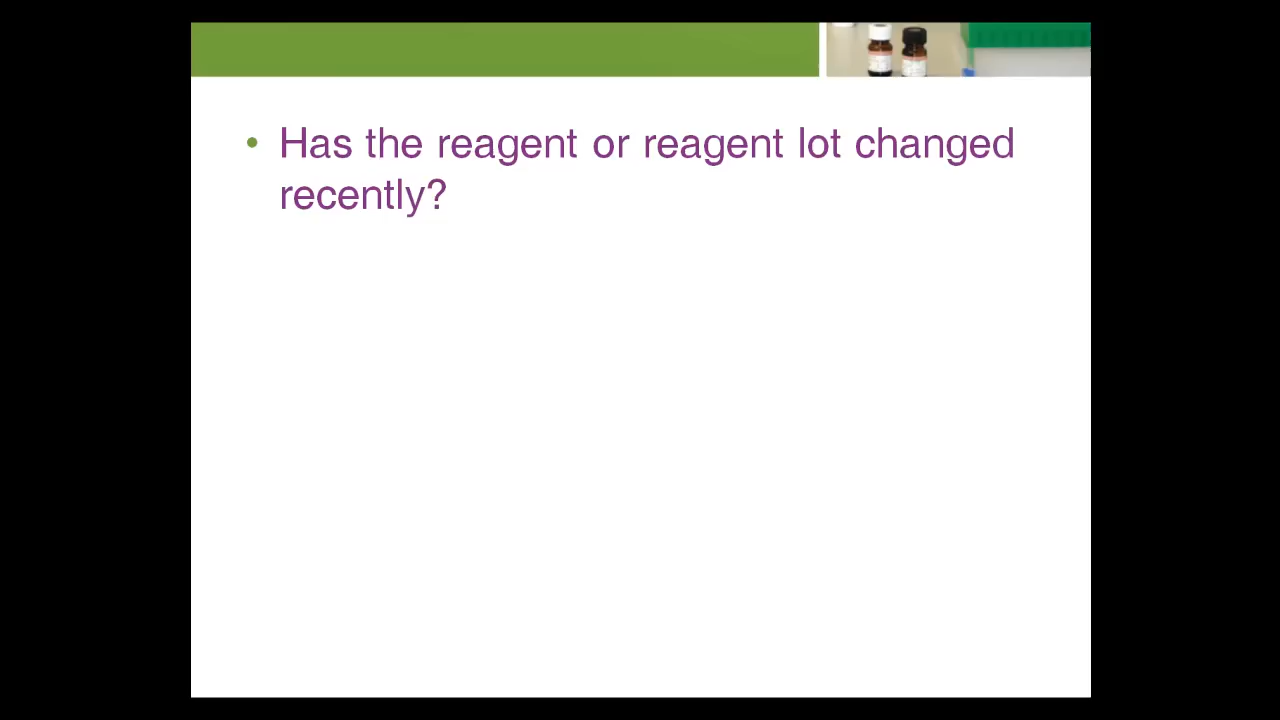 • Has the reagent or reagent lot changed
recently?